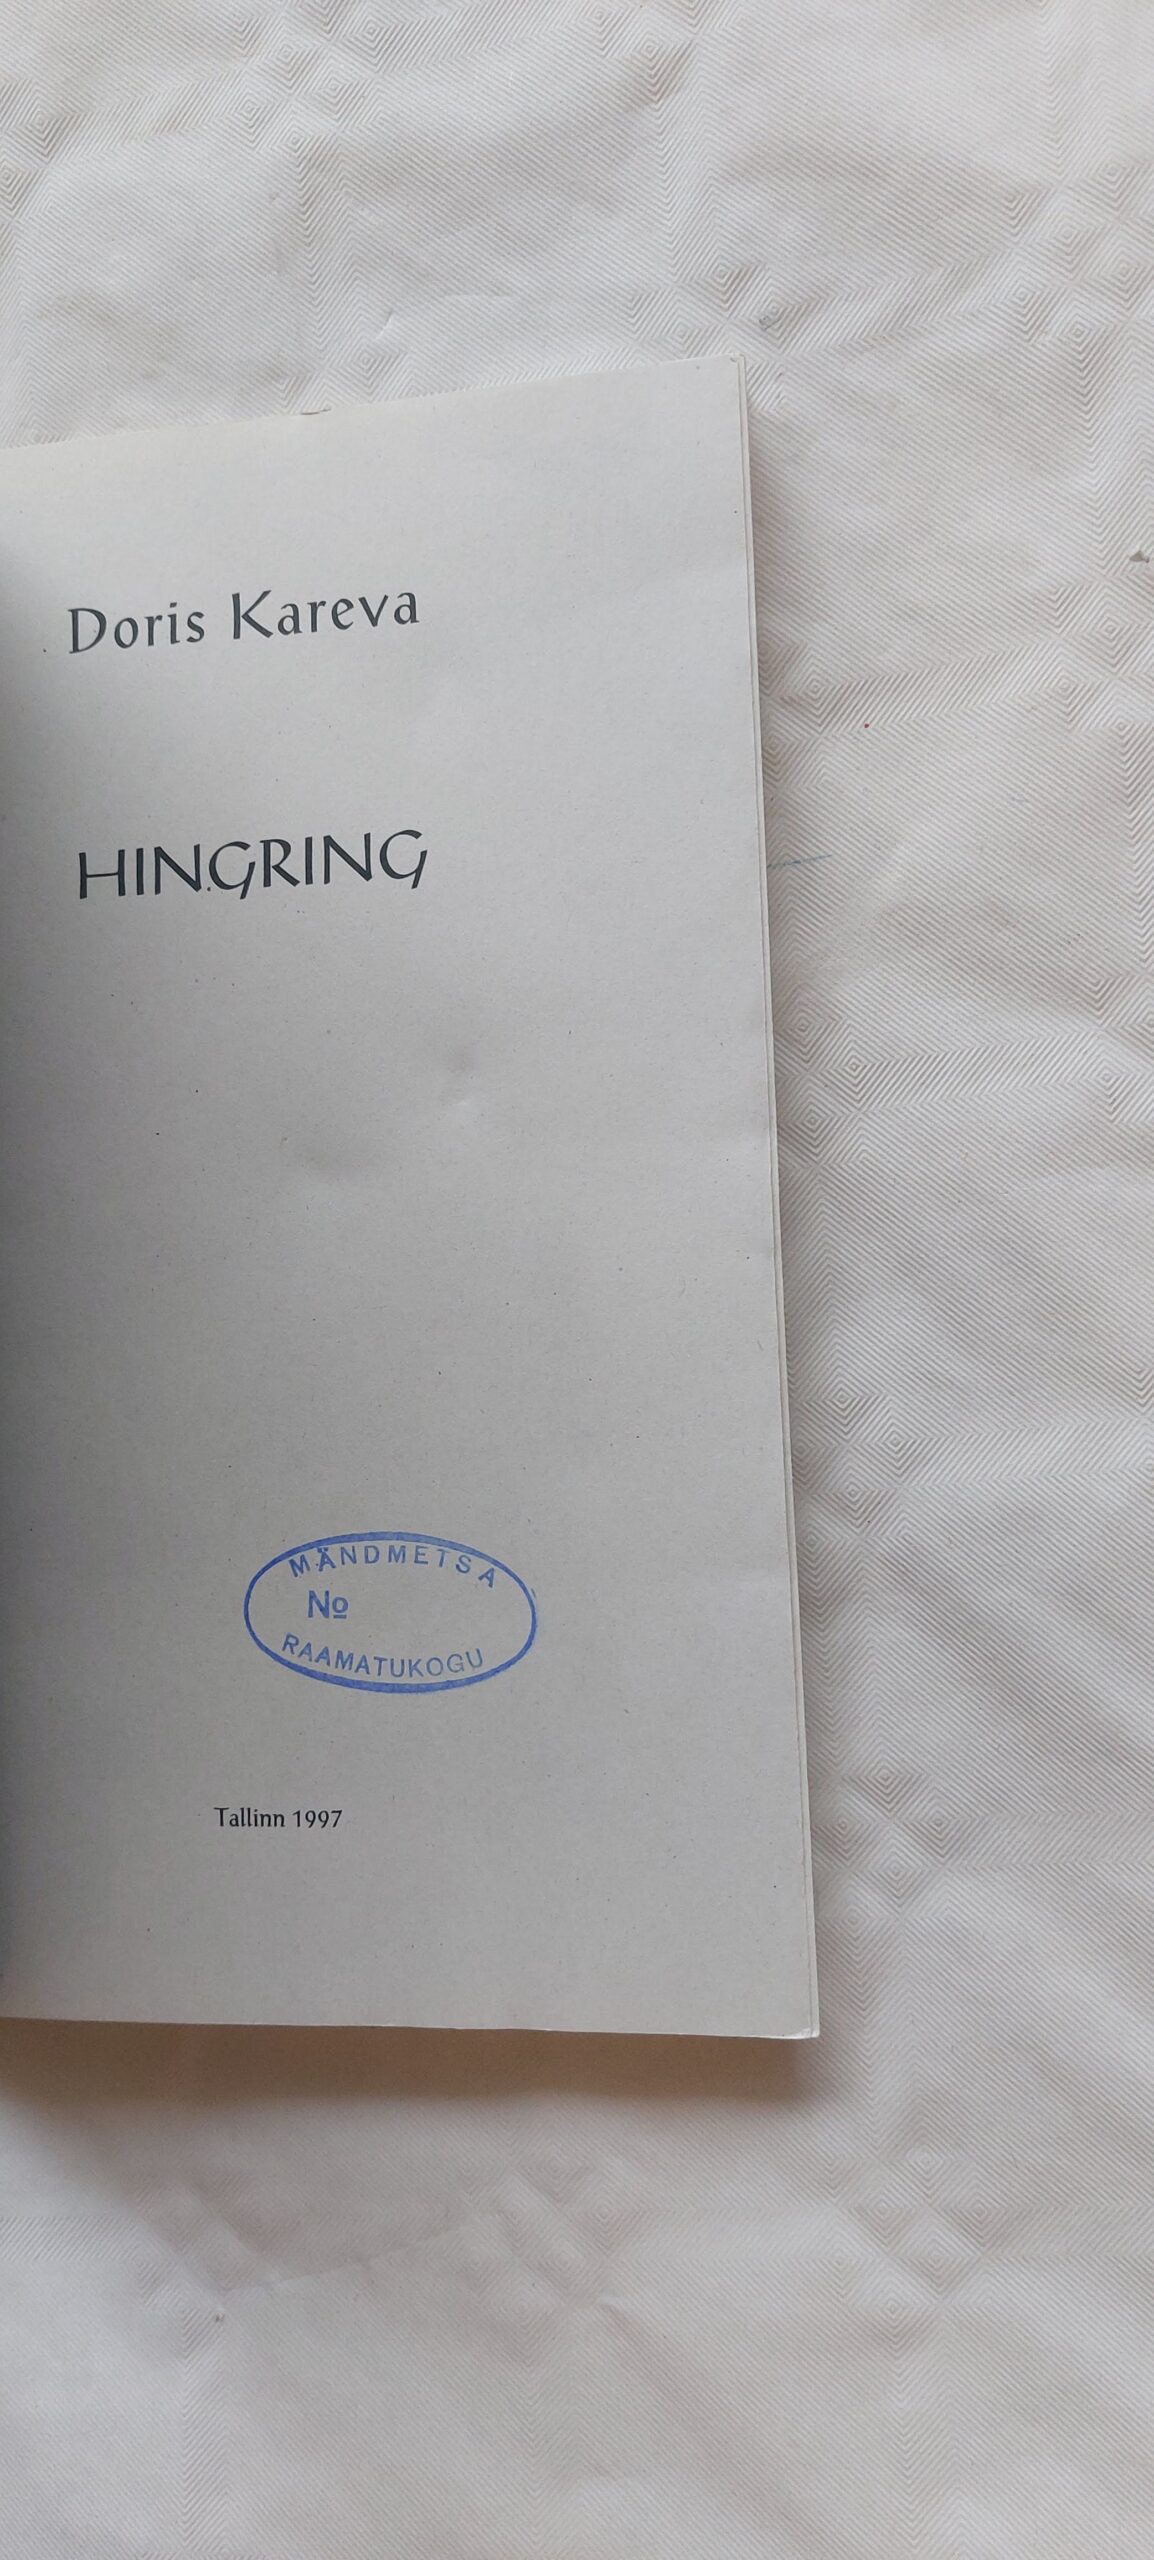 Doris Kareva
HINGRING
MÄNDMETSA
No
RAAMATUKOGU
Tallinn 1997